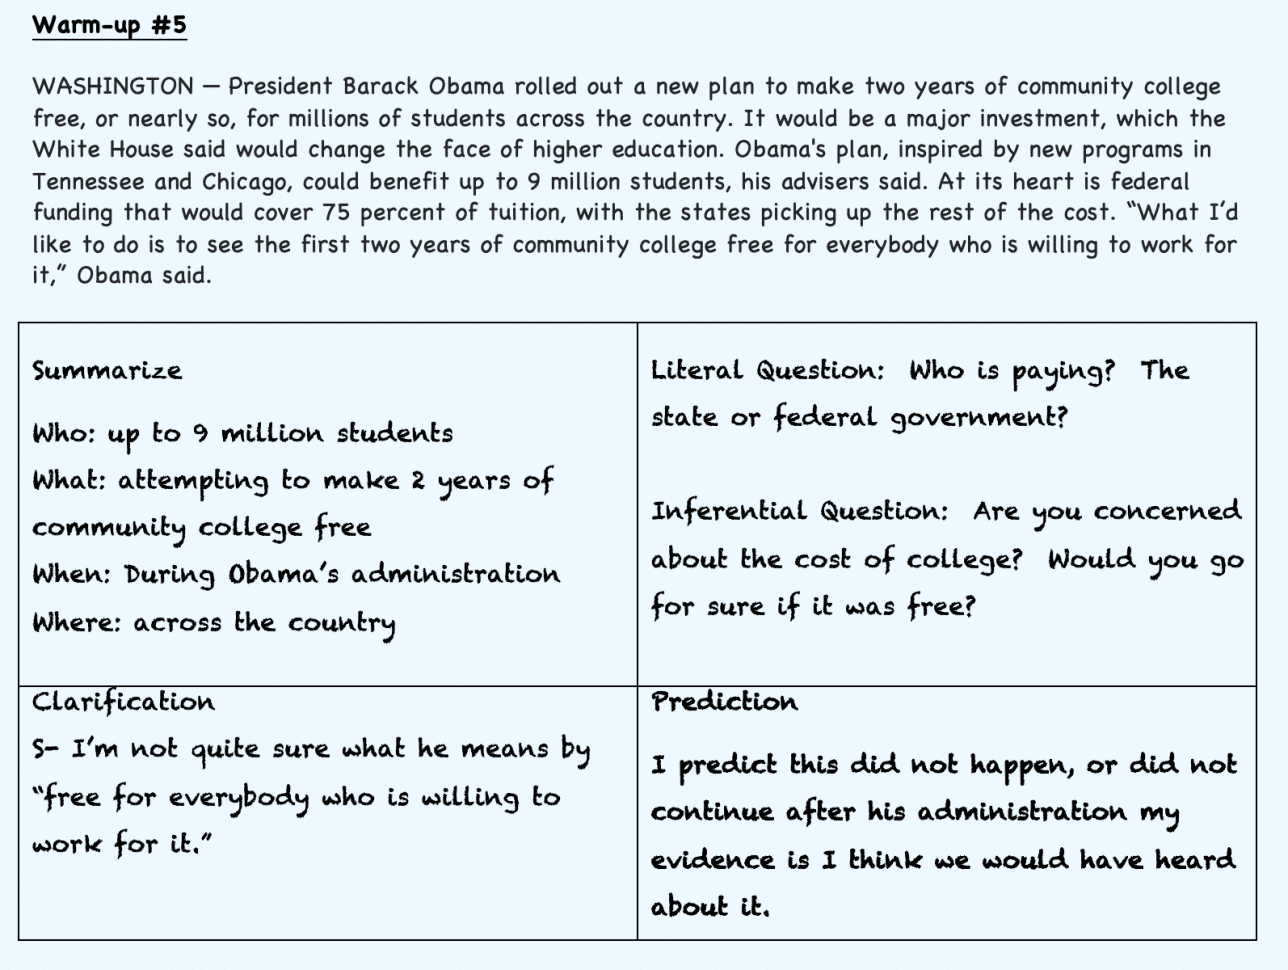 Warm-up #5
WASHINGTON — President Barack Obama rolled out a new plan to make two years of community college
free, or nearly so, for millions of students across the country. It would be a major investment, which the
White House said would change the face of higher education. Obama's plan, inspired by new programs in
Tennessee and Chicago, could benefit up to 9 million students, his advisers said. At its heart is federal
funding that would cover 75 percent of tuition, with the states picking up the rest of the cost. “What I’d
like to do is to see the first two years of community college free for everybody who is willing to work for
it,” Obama said.
Summarize
Who: up to 9 million students
What: attempting to make 2 years of
community college free
When: During Obama’s administration
Where: across the country
Literal Question: Who is paying? The
state or federal government?
Inferential Question: Are you concerned
about the cost of college? Would you go
for sure if it was free?
Clarification
S- I’m not quite sure what he means by
“free for everybody who is willing to
work for it.”
Prediction
I predict this did not happen, or did not
continue after his administration my
evidence is I think we would have heard
about it.